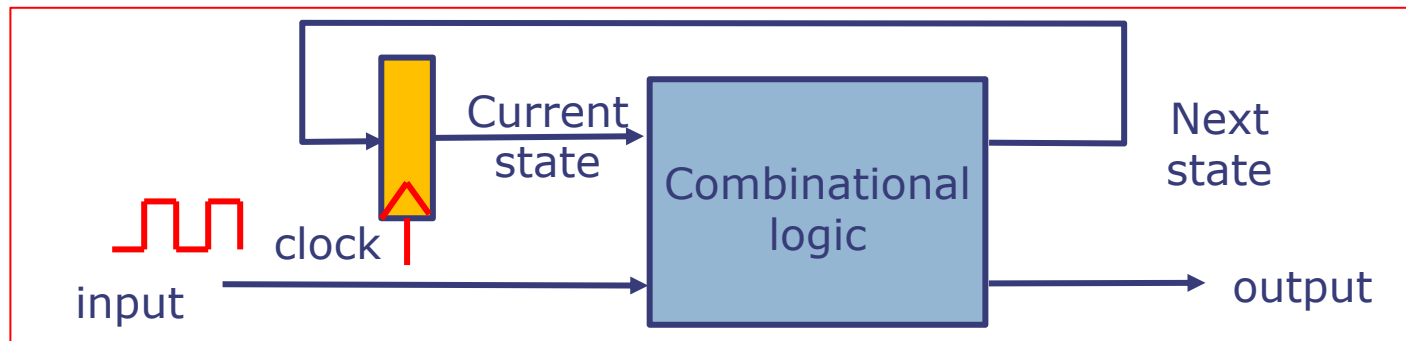 Current
state
Next
state
Combinational
logic
clock
input
output